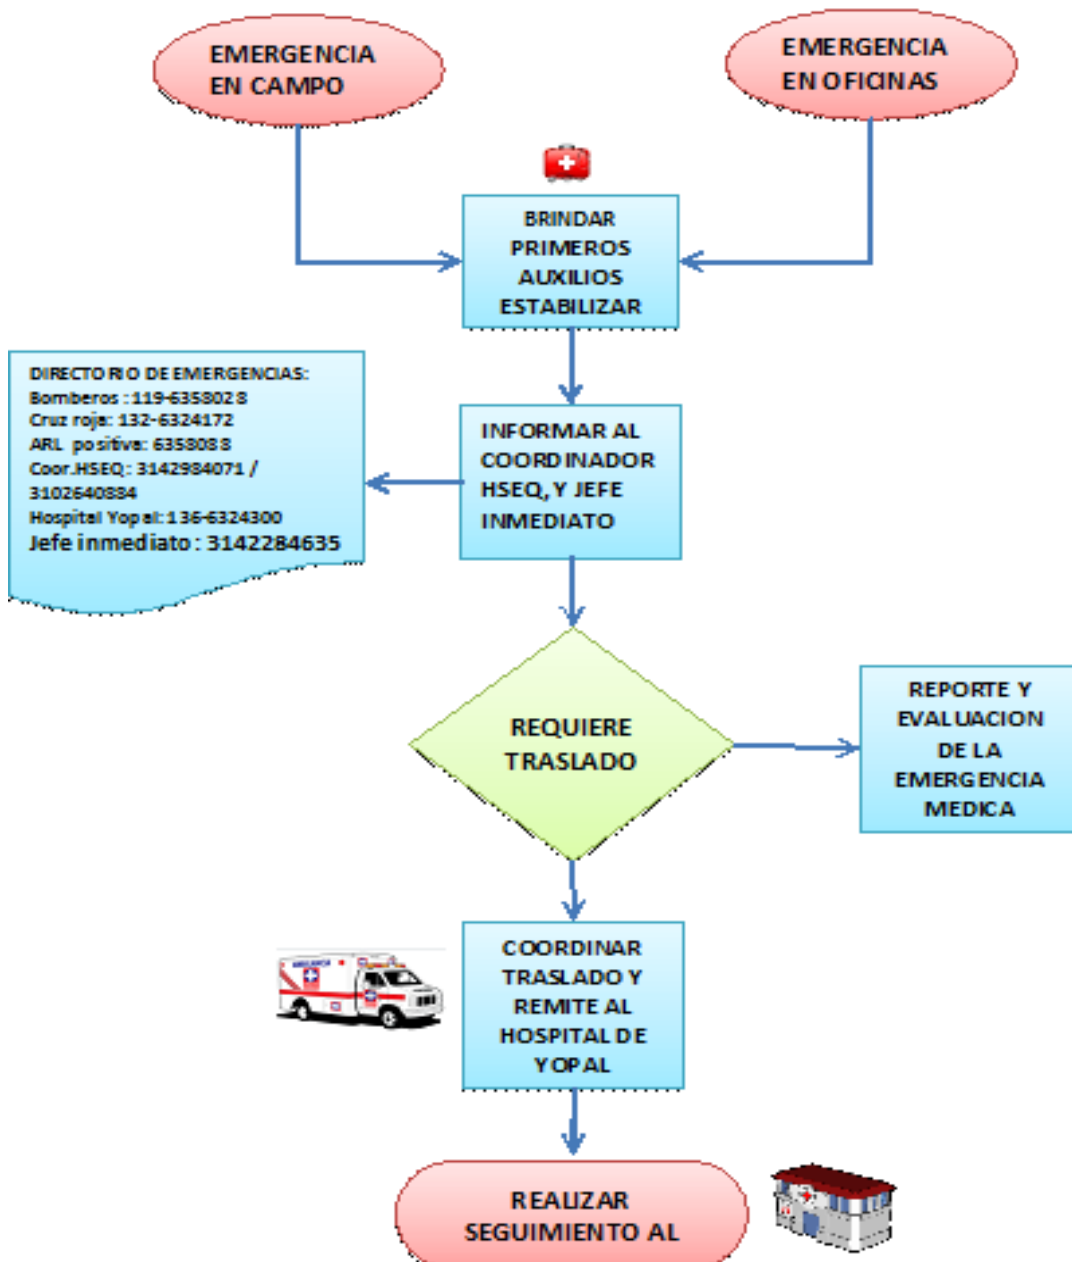 EMERGENCIA
EN CAMPO
EMERGENCIA
EN OFICINAS
BRINDAR
PRIMEROS
AUXILIOS
ESTABILIZAR
DIRECTORIO DE EMERGENCIAS:
Bomberos : 119-6358028
Cruz roja: 132-6324172
ARL positiva: 6358088
Coor.HSEQ: 3142984071 /
3102640884
Hospital Yopal: 136-6324300
Jefe inmediato : 3142284635
INFORMAR AL
COORDINADOR
HSEQ, Y JEFE
INMEDIATO
REQUIERE
TRASLADO
REPORTE Y
EVALUACION
DE LA
EMERGENCIA
MEDICA
AMBULANCIA
COORDINAR
TRASLADO Y
REMITE AL
HOSPITAL DE
YOPAL
REALIZAR
SEGUIMIENTO AL